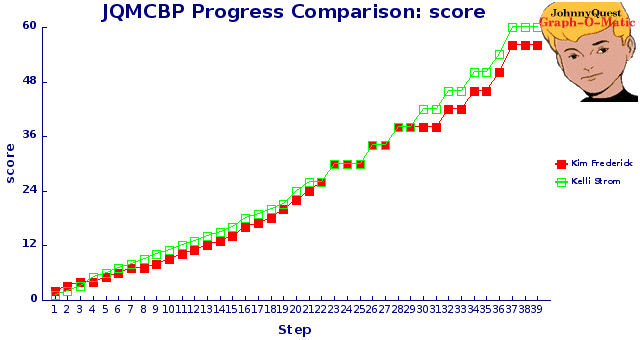 JQMCBP Progress Comparison: score
JohnnyQuest
Graph-O-Matic
60
48
36
24
12
0
score
1 2 3 4 5 6 7 8 9 10 11 12 13 14 15 16 17 18 19 20 21 22 23 24 25 26 27 28 29 30 31 32 33 34 35 36 37 38 39
Step
Kim Frederick
Kelli Strom